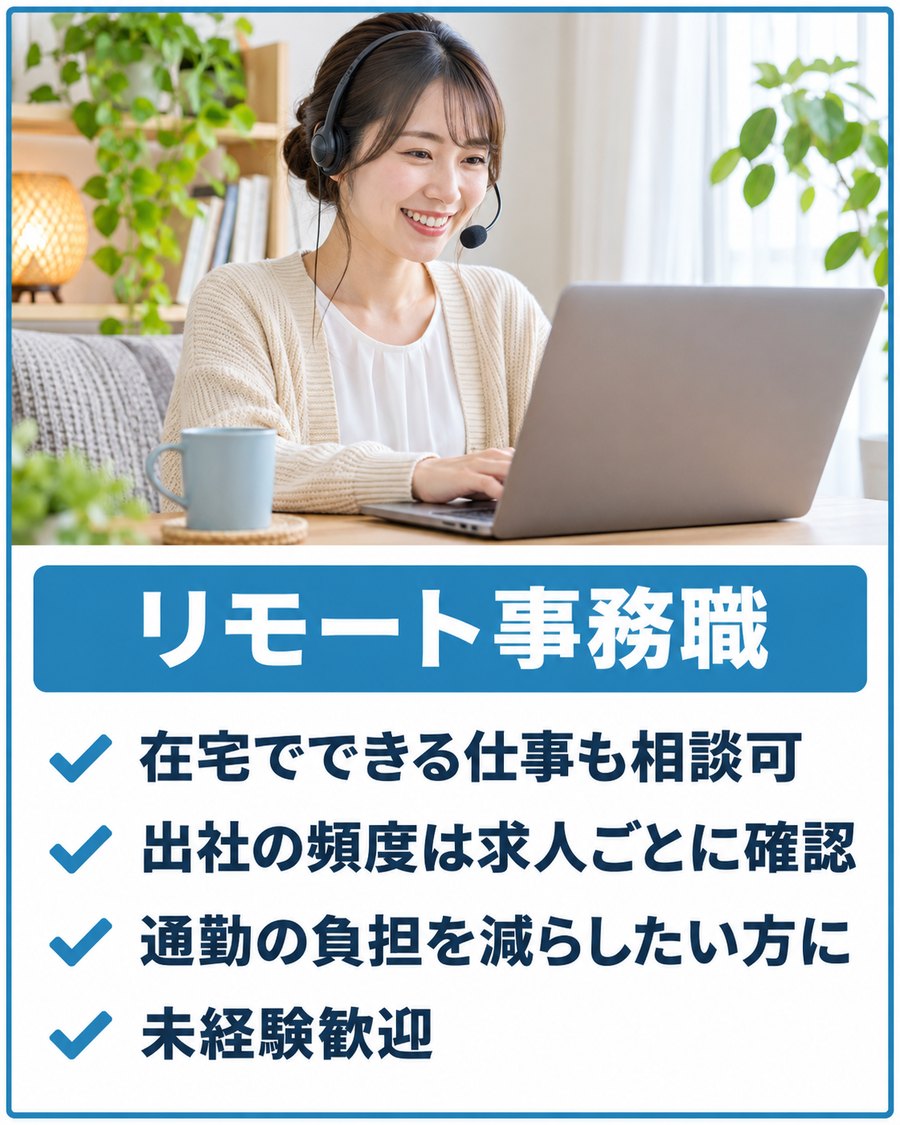 リモート事務職
在宅でできる仕事も相談可
出社の頻度は求人ごとに確認
通勤の負担を減らしたい方に
未経験歓迎